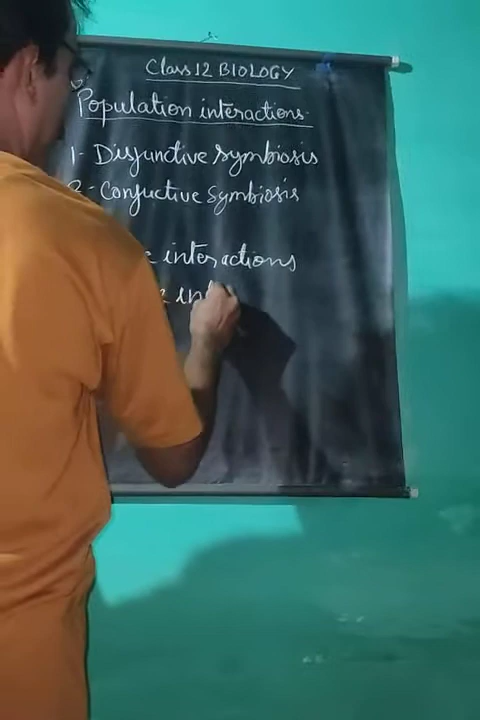 Class 12 BIOLOGY
Population interactions.
1- Disjunctive symbiosis
2- Conjuctive symbiosis
interactions